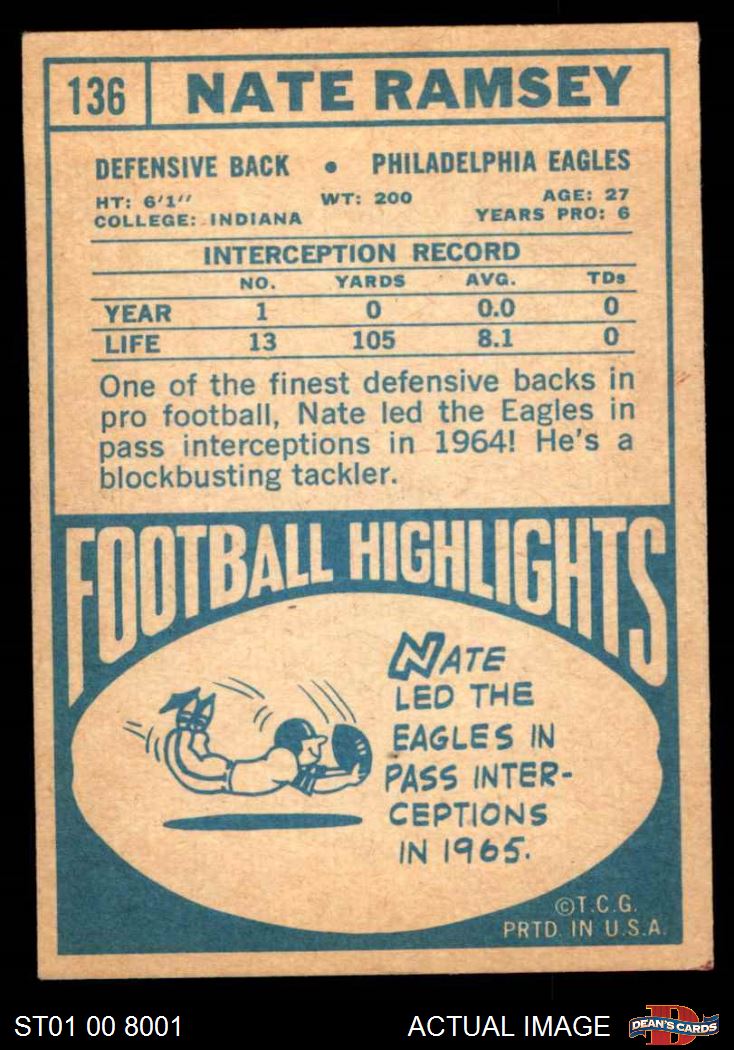 136 NATE RAMSEY
DEFENSIVE BACK • PHILADELPHIA EAGLES
HT: 6'1" WT: 200 AGE: 27
COLLEGE: INDIANA YEARS PRO: 6
INTERCEPTION RECORD
NO. YARDS AVG. TDs
YEAR 1 0 0.0 0
LIFE 13 105 8.1 0
One of the finest defensive backs in
pro football, Nate led the Eagles in
pass interceptions in 1964! He's a
blockbusting tackler.
FOOTBALL HIGHLIGHTS
NATE
LED THE
EAGLES IN
PASS INTER-
CEPTIONS
IN 1965.
©T.C.G.
PRTD. IN U.S.A.
ST01 00 8001 ACTUAL IMAGE D DEAN'S CARDS